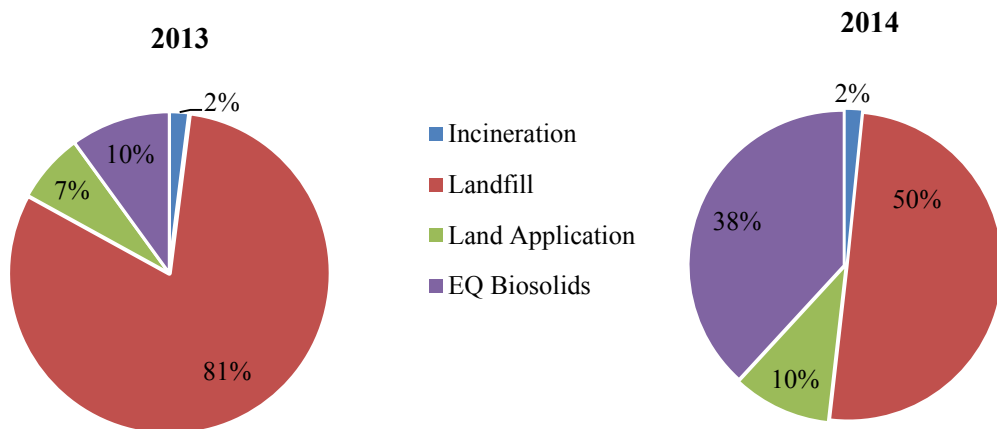 2013
2%
10%
7%
81%
Incineration
Landfill
Land Application
EQ Biosolids
2014
2%
50%
38%
10%